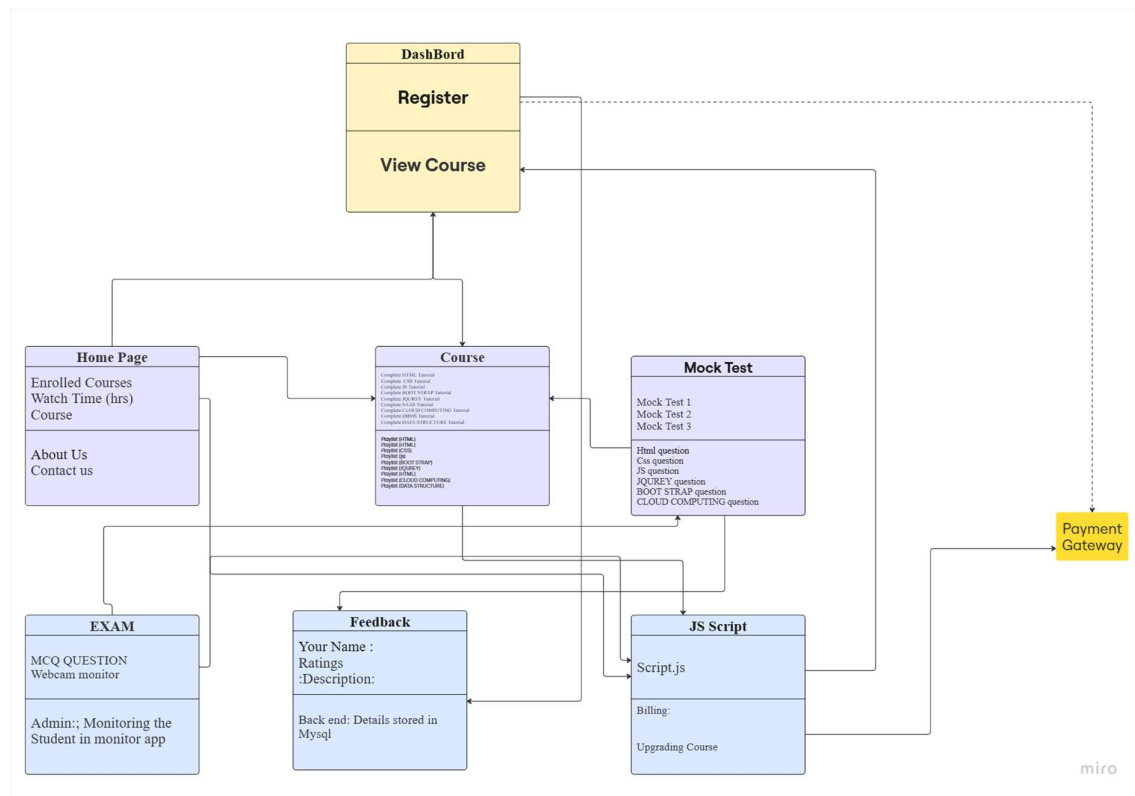 DashBord
Register
View Course
Home Page
Enrolled Courses
Watch Time (hrs)
Course
About Us
Contact us
Course
Complete HTML Tutorial
Complete CSS Tutorial
Complete JS Tutorial
Complete BOOT STRAP Tutorial
Complete JQUREY Tutorial
Complete SAAS Tutorial
Complete CLOUD COMPUTING Tutorial
Complete DBMS Tutorial
Complete DATA STRUCTURE Tutorial
Playlist (HTML)
Playlist (HTML)
Playlist (CSS)
Playlist (jq)
Playlist (BOOT STRAP)
Playlist (JQUREY)
Playlist (HTML)
Playlist (CLOUD COMPUTING)
Playlist (DATA STRUCTURE)
Mock Test
Mock Test 1
Mock Test 2
Mock Test 3
Html question
Css question
JS question
JQUREY question
BOOT STRAP question
CLOUD COMPUTING question
Payment
Gateway
EXAM
MCQ QUESTION
Webcam monitor
Admin:; Monitoring the
Student in monitor app
Feedback
Your Name :
Ratings
:Description:
Back end: Details stored in
Mysql
JS Script
Script.js
Billing:
Upgrading Course
miro